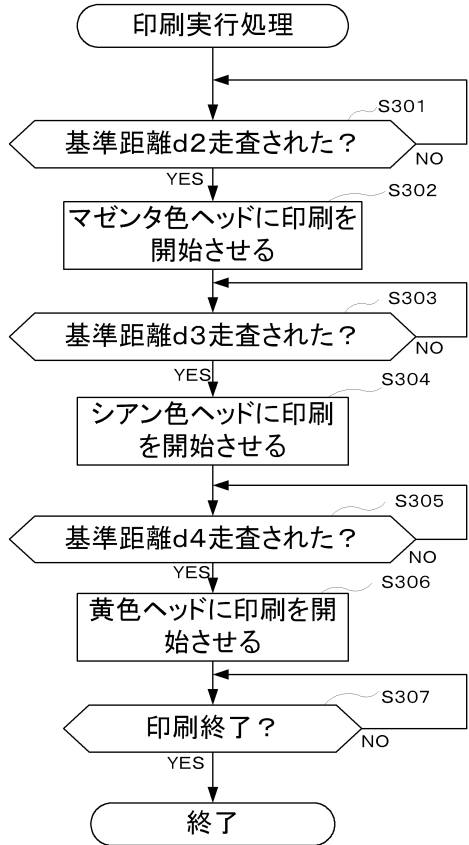 印刷実行処理
S301
基準距離d2走査された?
NO
YES
S302
マゼンタ色ヘッドに印刷を
開始させる
S303
基準距離d3走査された?
NO
YES
S304
シアン色ヘッドに印刷
を開始させる
S305
基準距離d4走査された?
NO
YES
S306
黄色ヘッドに印刷を開
始させる
S307
印刷終了?
NO
YES
終了